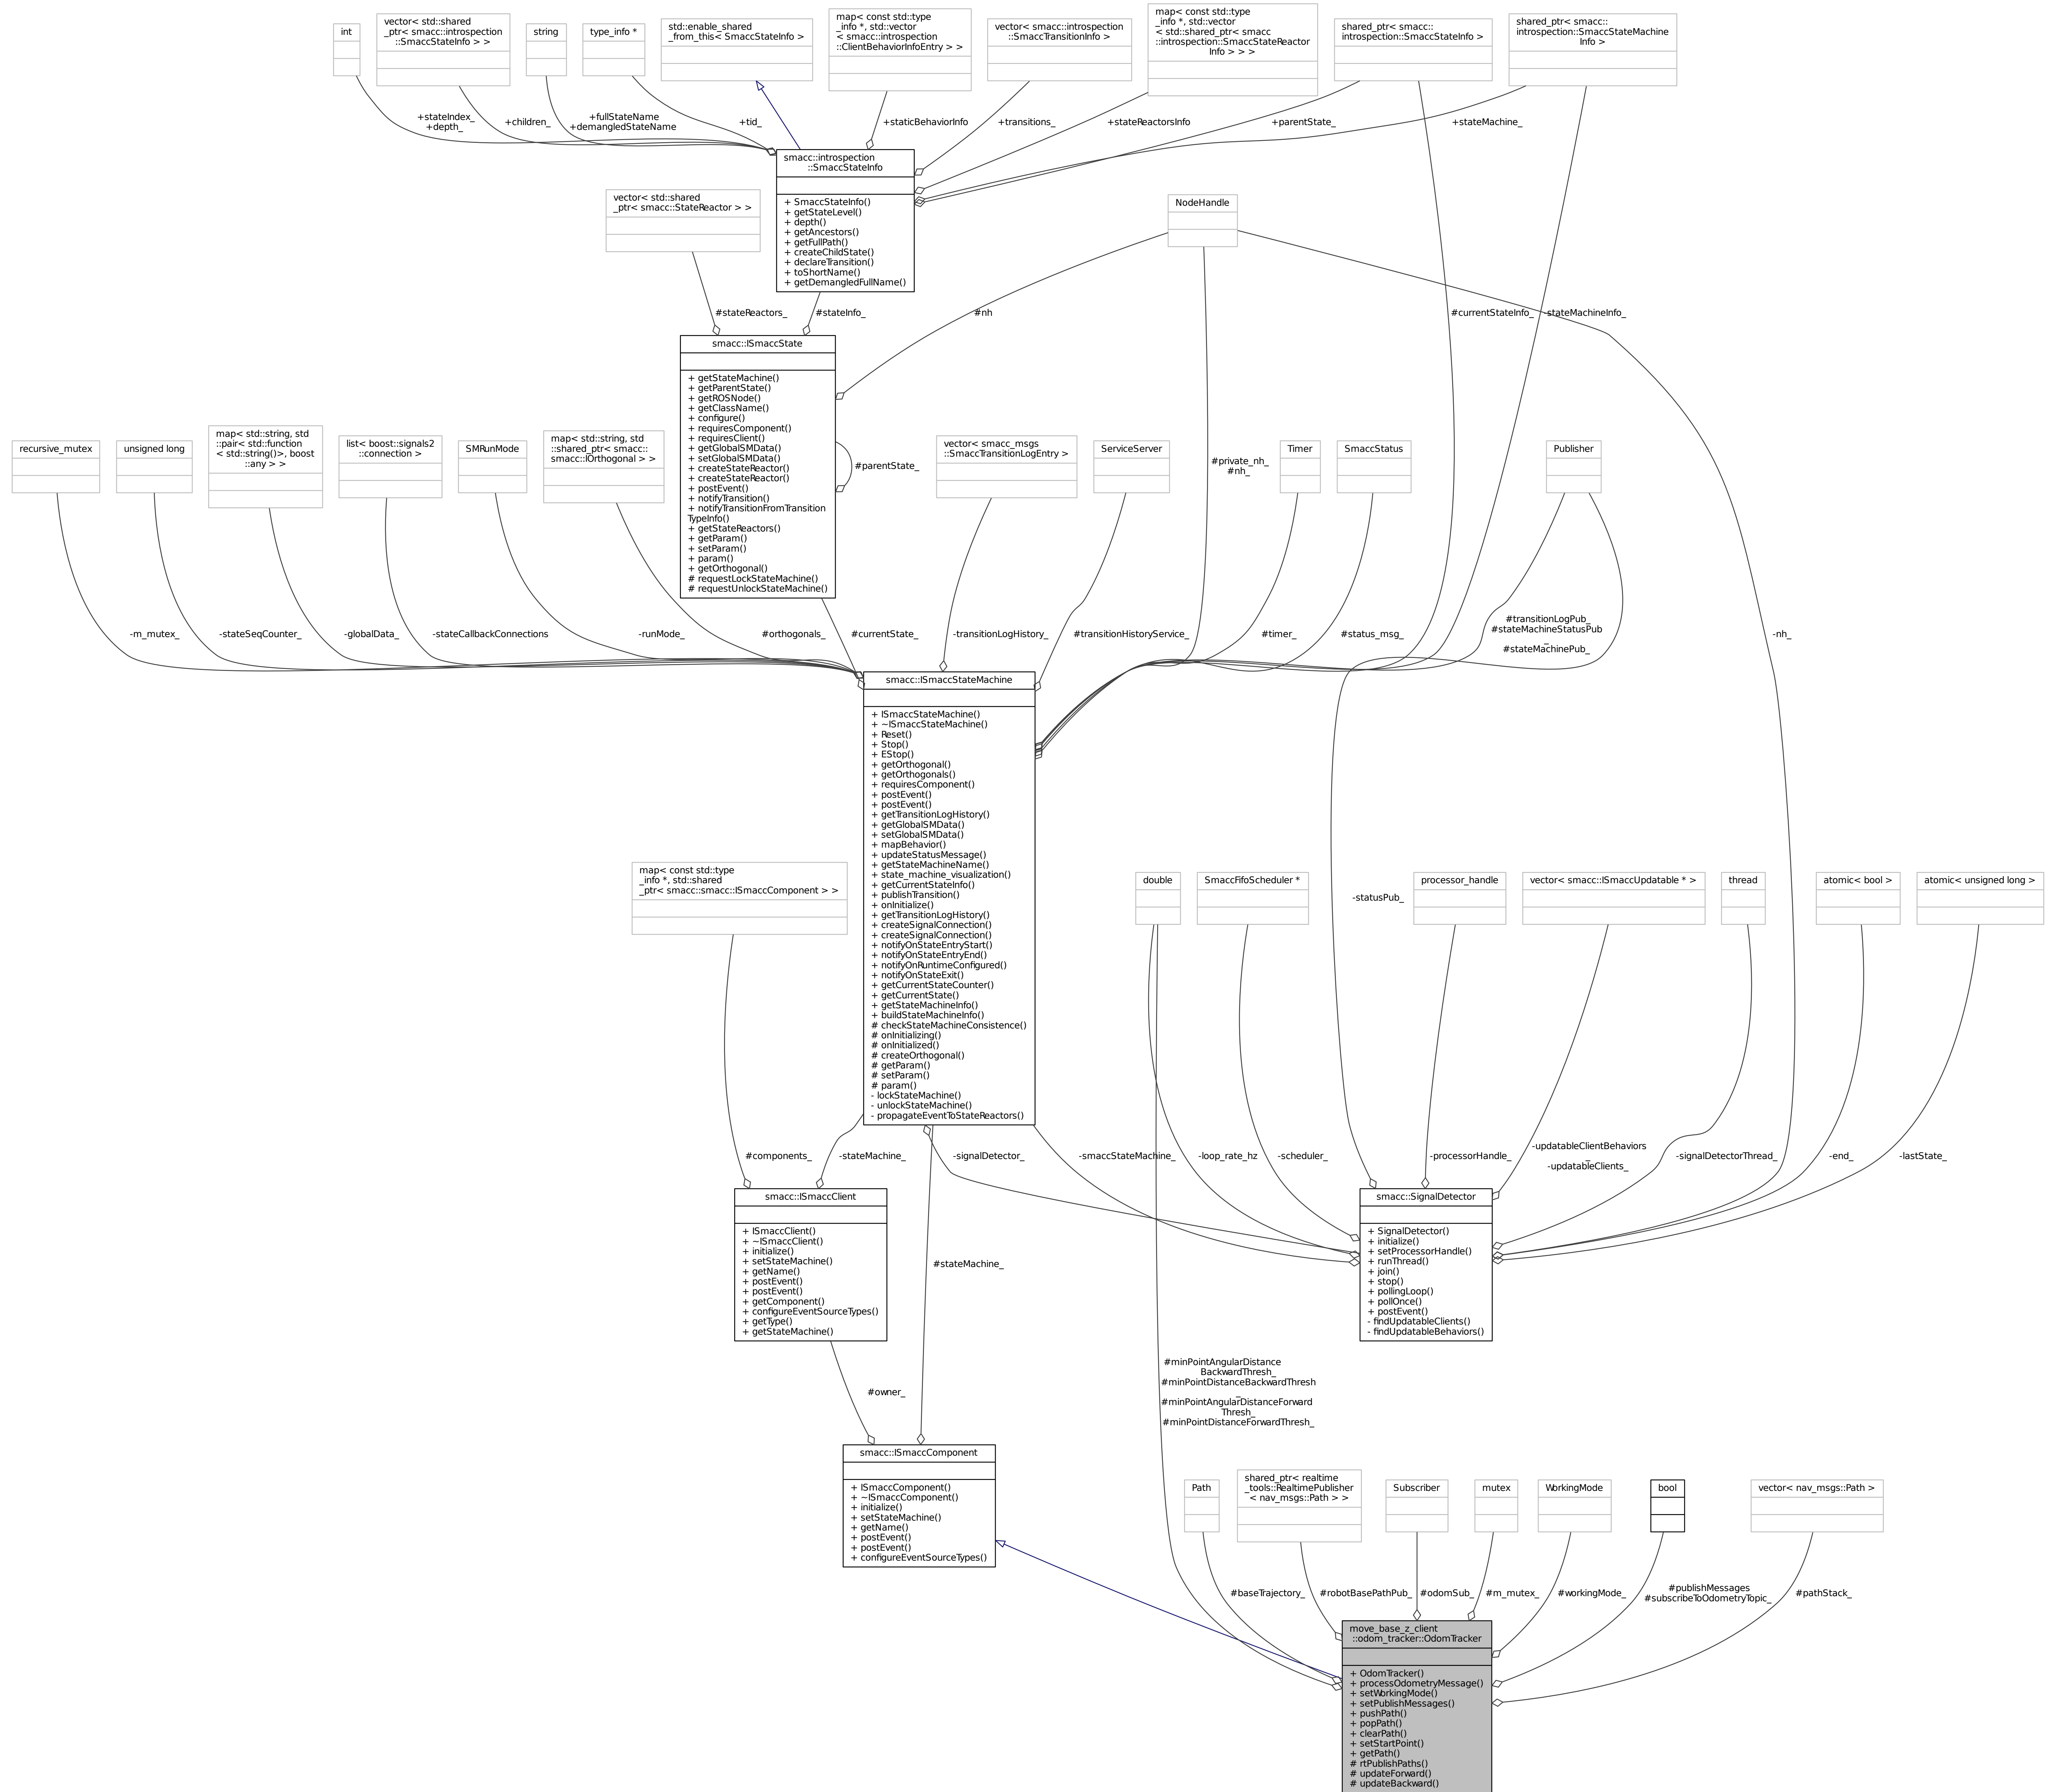 int
vector< std::shared
_ptr< smacc::introspection
::SmaccStateInfo > >
string
type_info *
std::enable_shared
_from_this< SmaccStateInfo >
map< const std::type
_info *, std::vector
< smacc::introspection
::ClientBehaviorInfoEntry > >
vector< smacc::introspection
::SmaccTransitionInfo >
map< const std::type
_info *, std::vector
< std::shared_ptr< smacc
::introspection::SmaccStateReactor
Info > > >
shared_ptr< smacc::
introspection::SmaccStateInfo >
shared_ptr< smacc::
introspection::SmaccStateMachine
Info >
+stateIndex_
+depth_
+children_
+fullStateName
+demangledStateName
+tid_
+staticBehaviorInfo
+transitions_
+stateReactorsInfo
+parentState_
+stateMachine_
smacc::introspection
::SmaccStateInfo
+ SmaccStateInfo()
+ getStateLevel()
+ depth()
+ getAncestors()
+ getFullPath()
+ createChildState()
+ declareTransition()
+ toShortName()
+ getDemangledFullName()
vector< std::shared
_ptr< smacc::StateReactor > >
NodeHandle
#stateReactors_
#stateInfo_
#nh
#currentStateInfo_
-stateMachineInfo_
smacc::ISmaccState
+ getStateMachine()
+ getParentState()
+ getROSNode()
+ getClassName()
+ configure()
+ requiresComponent()
+ requiresClient()
+ getGlobalSMData()
+ setGlobalSMData()
+ createStateReactor()
+ createStateReactor()
+ postEvent()
+ notifyTransition()
+ notifyTransitionFromTransition
TypeInfo()
+ getStateReactors()
+ getParam()
+ setParam()
+ param()
+ getOrthogonal()
# requestLockStateMachine()
# requestUnlockStateMachine()
#parentState_
recursive_mutex
unsigned long
map< std::string, std
::pair< std::function
< std::string()>, boost
::any > >
list< boost::signals2
::connection >
SMRunMode
map< std::string, std
::shared_ptr< smacc::
smacc::IOrthogonal > >
vector< smacc_msgs
::SmaccTransitionLogEntry >
ServiceServer
#private_nh_
#nh_
Timer
SmaccStatus
Publisher
-m_mutex_
-stateSeqCounter_
-globalData_
-stateCallbackConnections
-runMode_
#orthogonals_
#currentState_
-transitionLogHistory_
#transitionHistoryService_
#timer_
#status_msg_
#transitionLogPub_
#stateMachineStatusPub
_
#stateMachinePub_
-nh_
smacc::ISmaccStateMachine
+ ISmaccStateMachine()
+ ~ISmaccStateMachine()
+ Reset()
+ Stop()
+ EStop()
+ getOrthogonal()
+ getOrthogonals()
+ requiresComponent()
+ postEvent()
+ postEvent()
+ getTransitionLogHistory()
+ getGlobalSMData()
+ setGlobalSMData()
+ mapBehavior()
+ updateStatusMessage()
+ getStateMachineName()
+ state_machine_visualization()
+ getCurrentStateInfo()
+ publishTransition()
+ onInitialize()
+ getTransitionLogHistory()
+ createSignalConnection()
+ createSignalConnection()
+ notifyOnStateEntryStart()
+ notifyOnStateEntryEnd()
+ notifyOnRuntimeConfigured()
+ notifyOnStateExit()
+ getCurrentStateCounter()
+ getCurrentState()
+ getStateMachineInfo()
+ buildStateMachineInfo()
# checkStateMachineConsistence()
# onInitializing()
# onInitialized()
# createOrthogonal()
# getParam()
# setParam()
# param()
- lockStateMachine()
- unlockStateMachine()
- propagateEventToStateReactors()
map< const std::type
_info *, std::shared
_ptr< smacc::smacc::ISmaccComponent > >
double
SmaccFifoScheduler *
-statusPub_
processor_handle
vector< smacc::ISmaccUpdatable * >
thread
atomic< bool >
atomic< unsigned long >
#components_
-stateMachine_
-signalDetector_
-smaccStateMachine_
-loop_rate_hz
-scheduler_
-processorHandle_
-updatableClientBehaviors
_
-updatableClients_
-signalDetectorThread_
-end_
-lastState_
smacc::ISmaccClient
+ ISmaccClient()
+ ~ISmaccClient()
+ initialize()
+ setStateMachine()
+ getName()
+ postEvent()
+ postEvent()
+ getComponent()
+ configureEventSourceTypes()
+ getType()
+ getStateMachine()
#stateMachine_
smacc::SignalDetector
+ SignalDetector()
+ initialize()
+ setProcessorHandle()
+ runThread()
+ join()
+ stop()
+ pollingLoop()
+ pollOnce()
+ postEvent()
- findUpdatableClients()
- findUpdatableBehaviors()
#owner_
#minPointAngularDistance
BackwardThresh_
#minPointDistanceBackwardThresh
_
#minPointAngularDistanceForward
Thresh_
#minPointDistanceForwardThresh_
smacc::ISmaccComponent
+ ISmaccComponent()
+ ~ISmaccComponent()
+ initialize()
+ setStateMachine()
+ getName()
+ postEvent()
+ postEvent()
+ configureEventSourceTypes()
Path
shared_ptr< realtime
_tools::RealtimePublisher
< nav_msgs::Path > >
Subscriber
mutex
WorkingMode
bool
vector< nav_msgs::Path >
#baseTrajectory_
#robotBasePathPub_
#odomSub_
#m_mutex_
#workingMode_
#publishMessages
#subscribeToOdometryTopic_
#pathStack_
move_base_z_client
::odom_tracker::OdomTracker
+ OdomTracker()
+ processOdometryMessage()
+ setWorkingMode()
+ setPublishMessages()
+ pushPath()
+ popPath()
+ clearPath()
+ setStartPoint()
+ getPath()
# rtPublishPaths()
# updateForward()
# updateBackward()